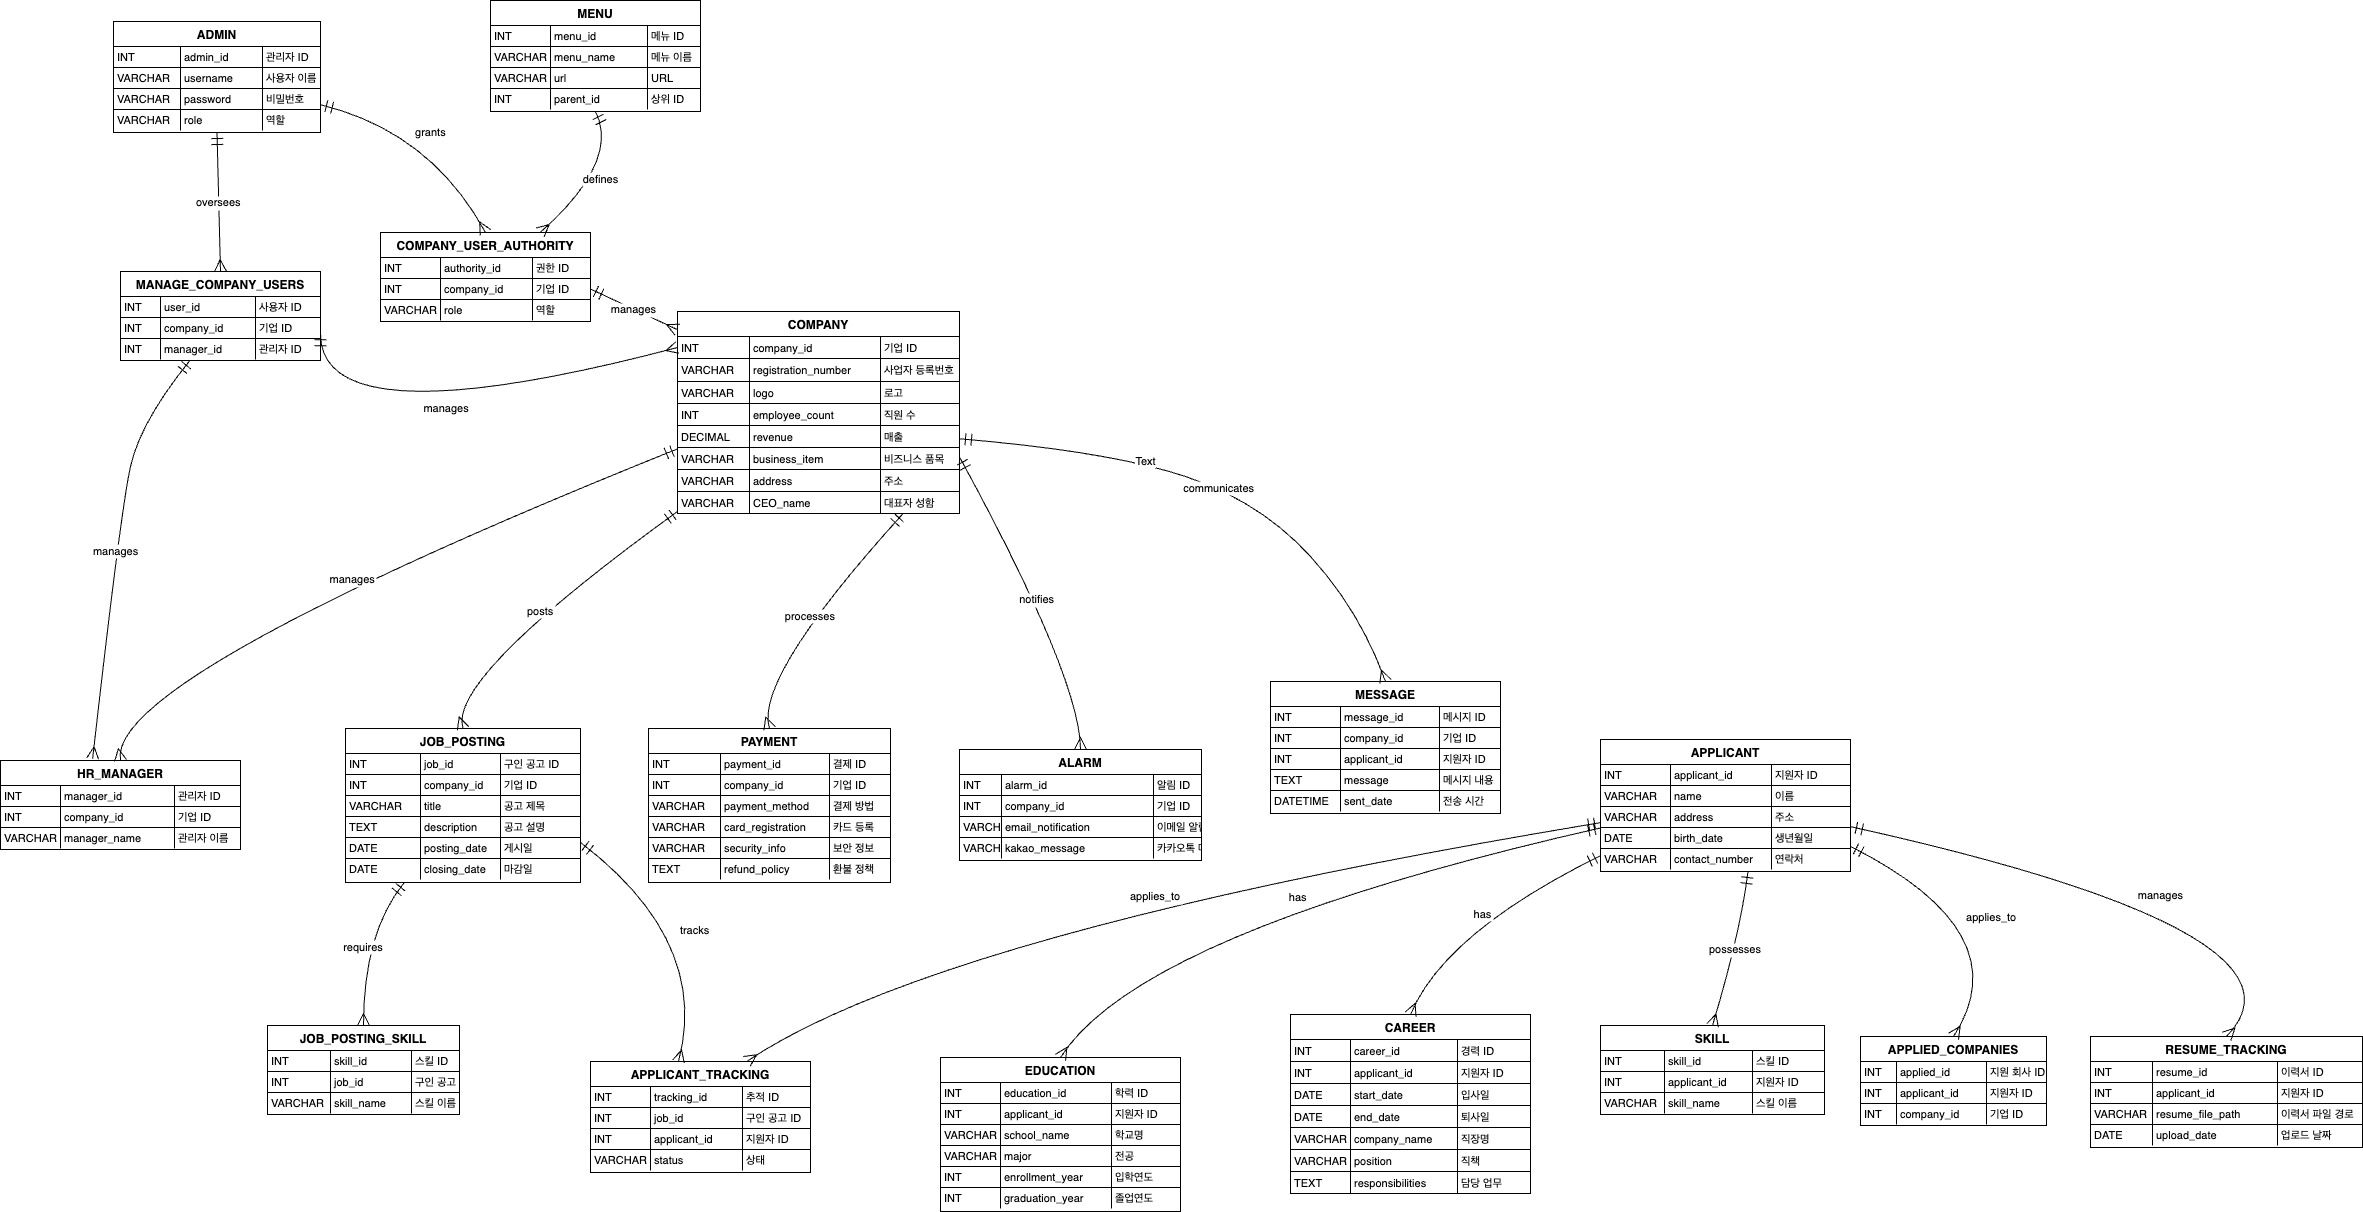 MENU
INT menu_id 메뉴 ID
VARCHAR menu_name 메뉴 이름
VARCHAR url URL
INT parent_id 상위 ID
ADMIN
INT admin_id 관리자 ID
VARCHAR username 사용자 이름
VARCHAR password 비밀번호
VARCHAR role 역할
grants
defines
oversees
COMPANY_USER_AUTHORITY
INT authority_id 권한 ID
INT company_id 기업 ID
VARCHAR role 역할
MANAGE_COMPANY_USERS
INT user_id 사용자 ID
INT company_id 기업 ID
INT manager_id 관리자 ID
manages
manages
COMPANY
INT company_id 기업 ID
VARCHAR registration_number 사업자 등록번호
VARCHAR logo 로고
INT employee_count 직원 수
DECIMAL revenue 매출
VARCHAR business_item 비즈니스 품목
VARCHAR address 주소
VARCHAR CEO_name 대표자 성함
Text
communicates
manages
manages
posts
processes
notifies
MESSAGE
INT message_id 메시지 ID
INT company_id 기업 ID
INT applicant_id 지원자 ID
TEXT message 메시지 내용
DATETIME sent_date 전송 시간
HR_MANAGER
INT manager_id 관리자 ID
INT company_id 기업 ID
VARCHAR manager_name 관리자 이름
JOB_POSTING
INT job_id 구인 공고 ID
INT company_id 기업 ID
VARCHAR title 공고 제목
TEXT description 공고 설명
DATE posting_date 게시일
DATE closing_date 마감일
PAYMENT
INT payment_id 결제 ID
INT company_id 기업 ID
VARCHAR payment_method 결제 방법
VARCHAR card_registration 카드 등록
VARCHAR security_info 보안 정보
TEXT refund_policy 환불 정책
ALARM
INT alarm_id 알림 ID
INT company_id 기업 ID
VARCH email_notification 이메일
VARCH kakao_message 카카오톡
APPLICANT
INT applicant_id 지원자 ID
VARCHAR name 이름
VARCHAR address 주소
DATE birth_date 생년월일
VARCHAR contact_number 연락처
requires
tracks
applies_to
has
has
possesses
applies_to
manages
JOB_POSTING_SKILL
INT skill_id 스킬 ID
INT job_id 구인 공고
VARCHAR skill_name 스킬 이름
APPLICANT_TRACKING
INT tracking_id 추적 ID
INT job_id 구인 공고 ID
INT applicant_id 지원자 ID
VARCHAR status 상태
EDUCATION
INT education_id 학력 ID
INT applicant_id 지원자 ID
VARCHAR school_name 학교명
VARCHAR major 전공
INT enrollment_year 입학연도
INT graduation_year 졸업연도
CAREER
INT career_id 경력 ID
INT applicant_id 지원자 ID
DATE start_date 입사일
DATE end_date 퇴사일
VARCHAR company_name 직장명
VARCHAR position 직책
TEXT responsibilities 담당 업무
SKILL
INT skill_id 스킬 ID
INT applicant_id 지원자 ID
VARCHAR skill_name 스킬 이름
APPLIED_COMPANIES
INT applied_id 지원 회사 ID
INT applicant_id 지원자 ID
INT company_id 기업 ID
RESUME_TRACKING
INT resume_id 이력서 ID
INT applicant_id 지원자 ID
VARCHAR resume_file_path 이력서 파일 경로
DATE upload_date 업로드 날짜